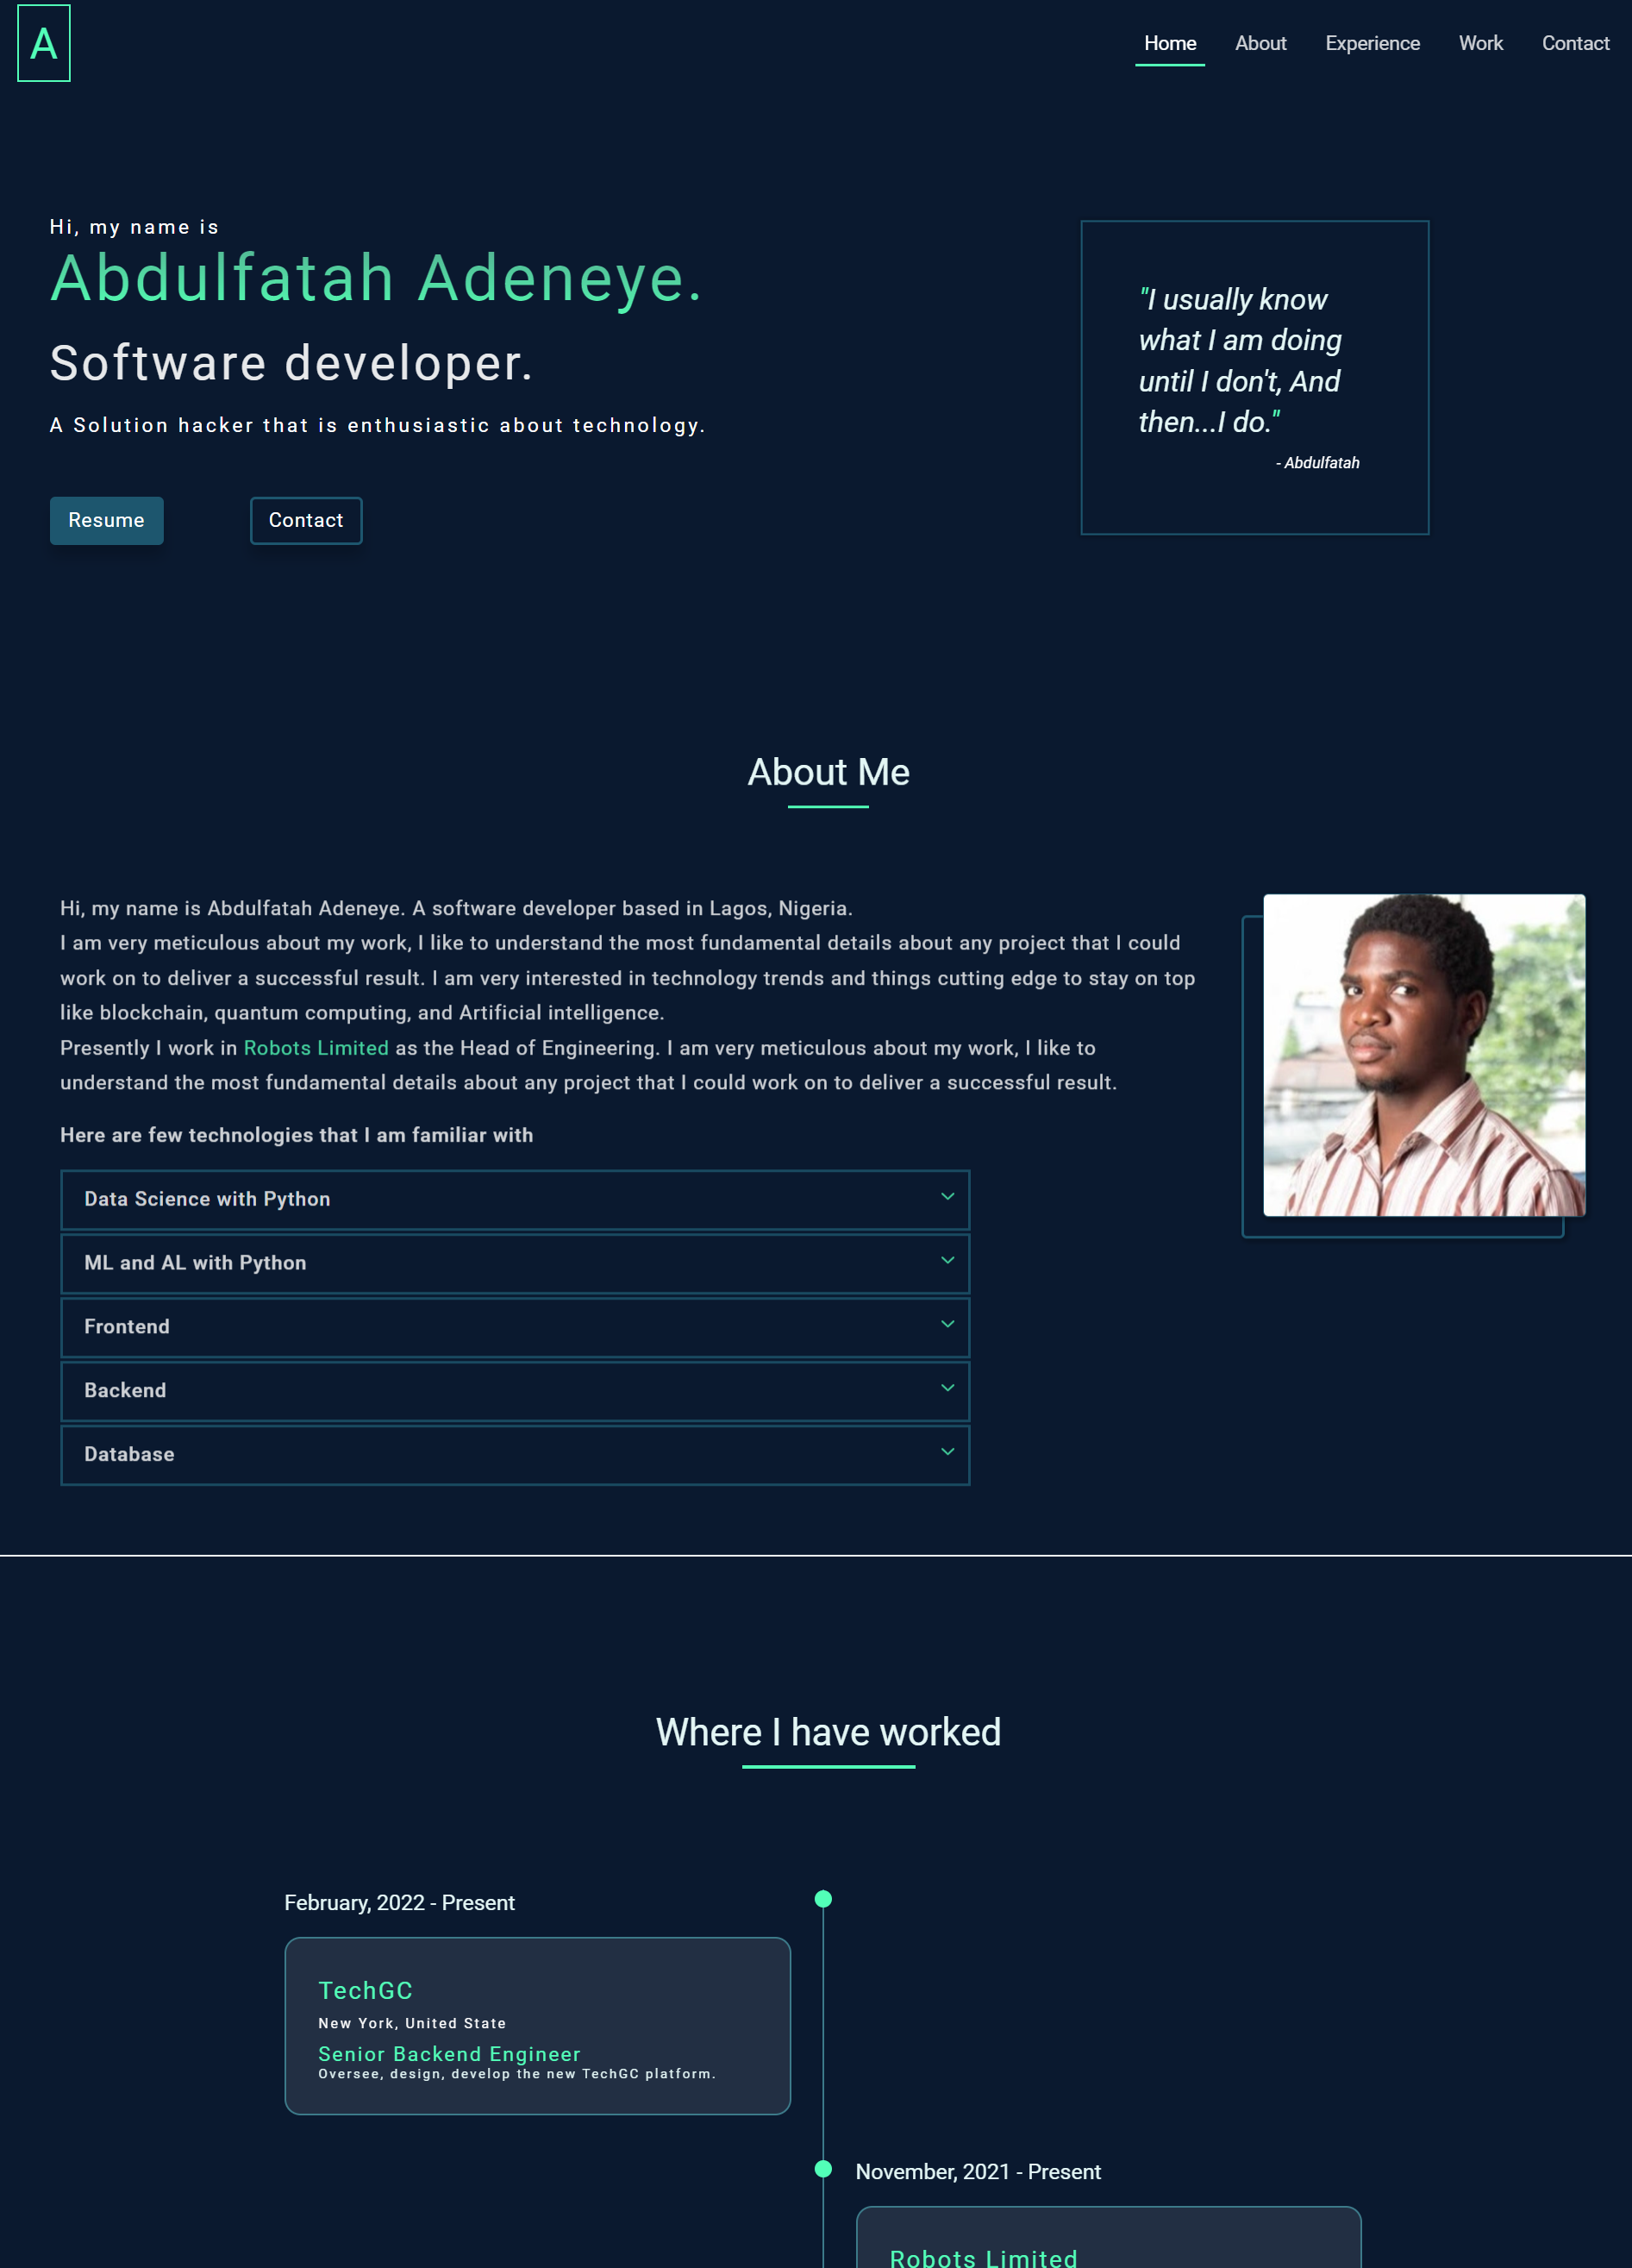 A
Home
About
Experience
Work
Contact
Hi, my name is
Abdulfatah Adeneye.
Software developer.
A Solution hacker that is enthusiastic about technology.
Resume
Contact
"I usually know
what I am doing
until I don't, And
then...I do."
- Abdulfatah
About Me
Hi, my name is Abdulfatah Adeneye. A software developer based in Lagos, Nigeria.
I am very meticulous about my work, I like to understand the most fundamental details about any project that I could
work on to deliver a successful result. I am very interested in technology trends and things cutting edge to stay on top
like blockchain, quantum computing, and Artificial intelligence.
Presently I work in Robots Limited as the Head of Engineering. I am very meticulous about my work, I like to
understand the most fundamental details about any project that I could work on to deliver a successful result.
Here are few technologies that I am familiar with
Data Science with Python
ML and AL with Python
Frontend
Backend
Database
Where I have worked
February, 2022 - Present
TechGC
New York, United State
Senior Backend Engineer
Oversee, design, develop the new TechGC platform.
November, 2021 - Present
Robots Limited